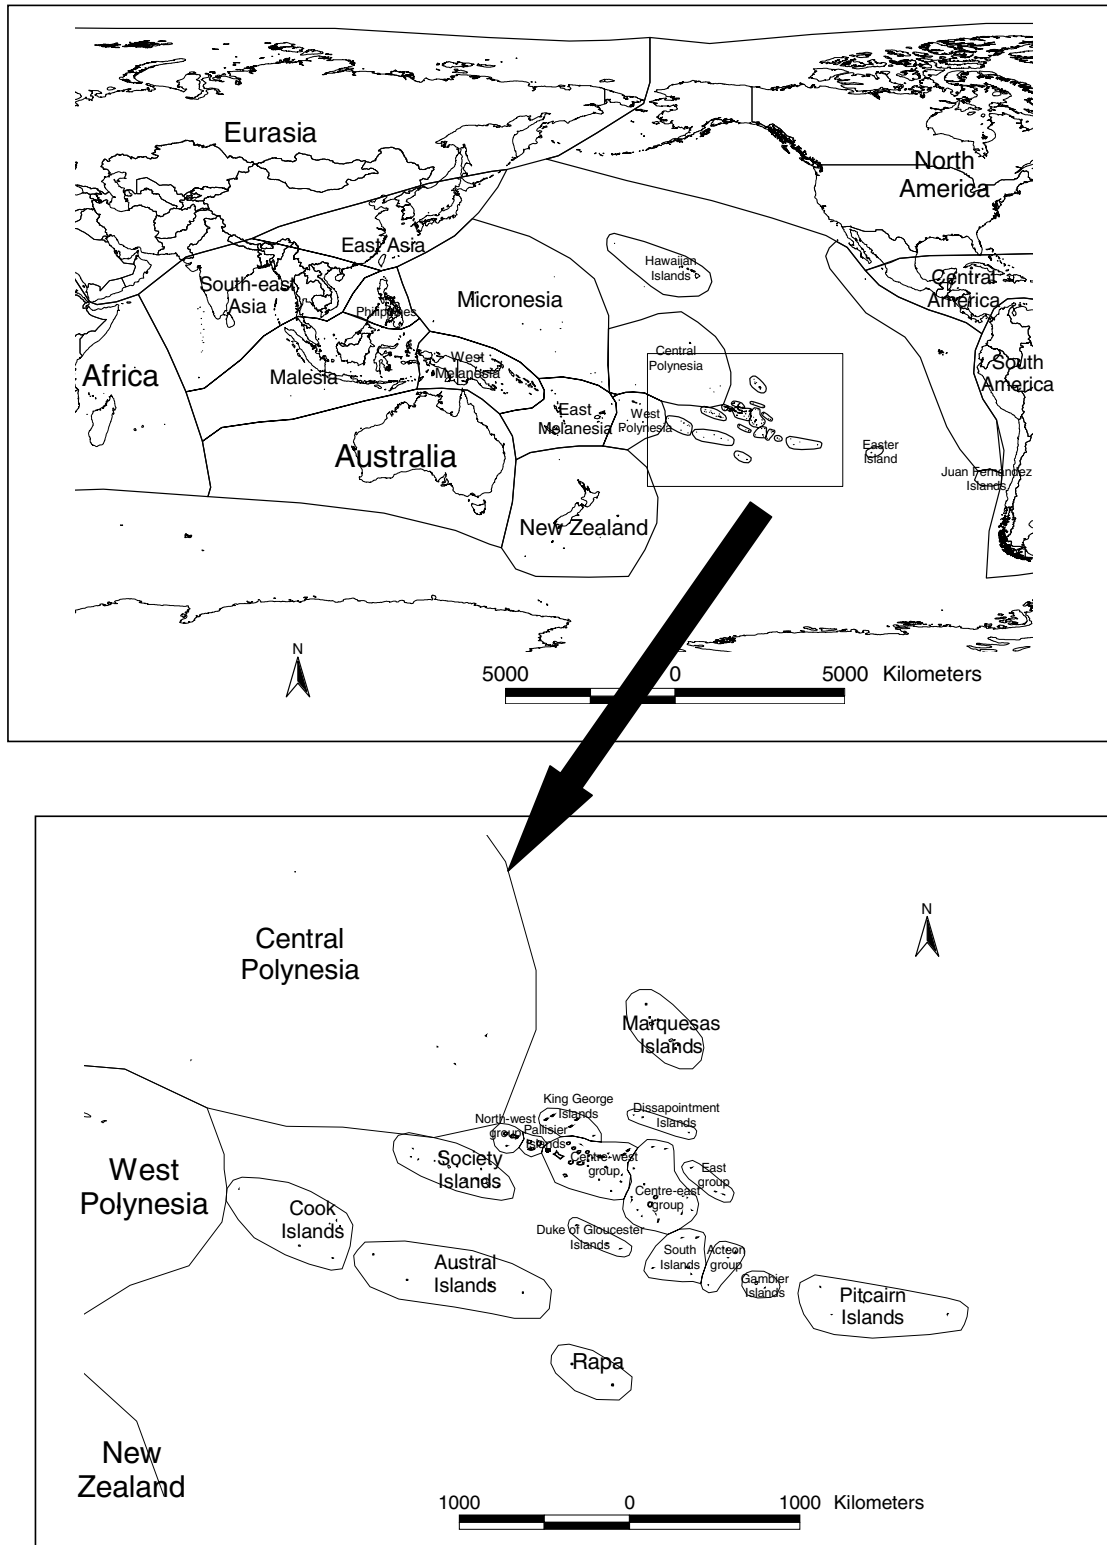 Eurasia
North
America
East Asia
Hawaijan
Islands
South-east
Asia
Central
America
Micronesia
Philippines
Central
Polynesia
West
Melanesia
South
America
Africa
Malesia
East
Melanesia
West
Polynesia
Australia
Easter
Island
Juan Fernandez
Islands
New Zealand
N
5000 0 5000 Kilometers
N
Central
Polynesia
Marquesas
Islands
King George
Islands
Dissapointment
Islands
North-west
group
Pallisier
Islands
Society
Islands
Centre-west
group
West
Polynesia
East
group
Centre-east
group
Cook
Islands
Duke of Gloucester
Islands
South
Islands
Acteon
group
Austral
Islands
Gambier
Islands
Pitcairn
Islands
Rapa
New
Zealand
1000 0 1000 Kilometers